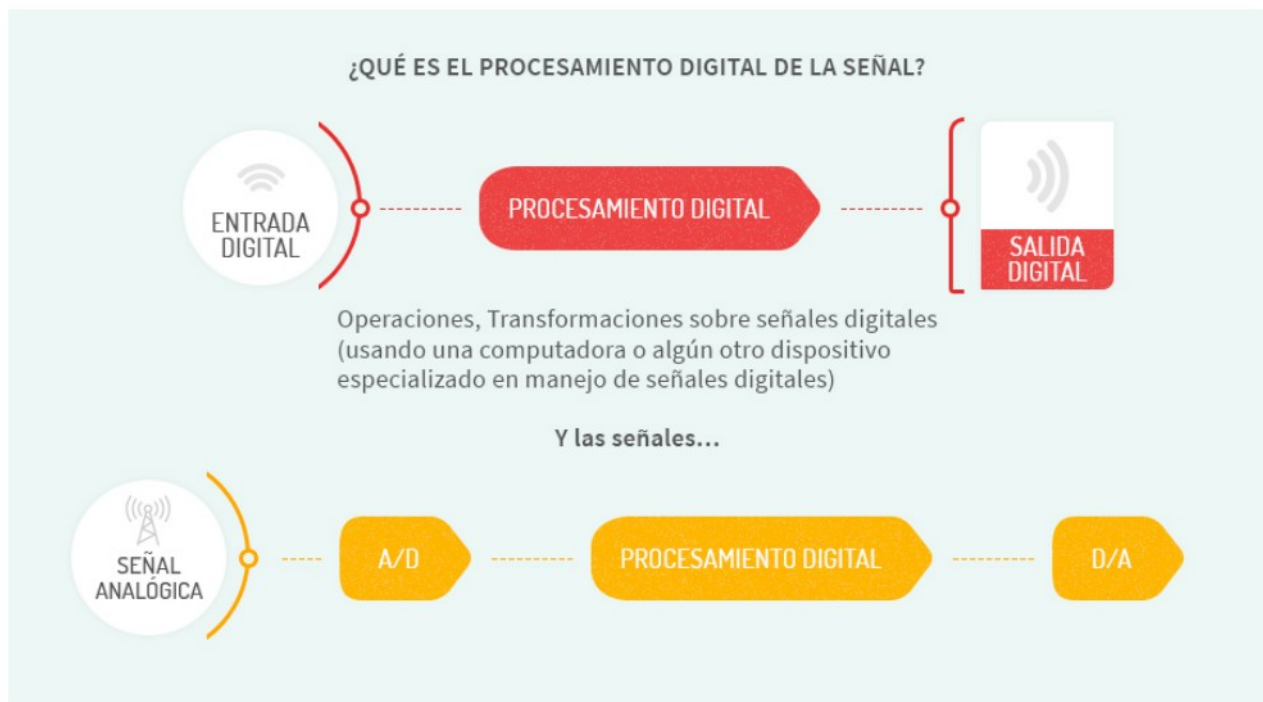 ¿QUÉ ES EL PROCESAMIENTO DIGITAL DE LA SEÑAL?
ENTRADA
DIGITAL
PROCESAMIENTO DIGITAL
SALIDA
DIGITAL
Operaciones, Transformaciones sobre señales digitales
(usando una computadora o algún otro dispositivo
especializado en manejo de señales digitales)
Y las señales...
SEÑAL
ANALÓGICA
A/D
PROCESAMIENTO DIGITAL
D/A